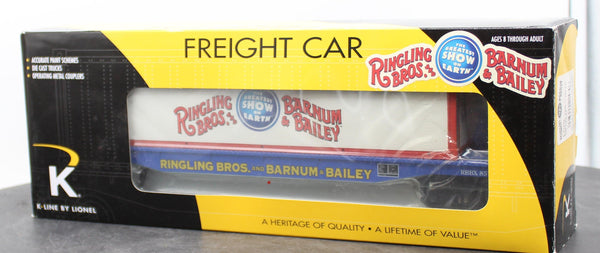 • ACCURATE PAINT SCHEMES
• DIE CAST TRUCKS
• OPERATING METAL COUPLERS
FREIGHT CAR
AGES 8 THROUGH ADULT
RINGLING BROS. AND
THE GREATEST SHOW ON EARTH
BARNUM & BAILEY
RINGLING BROS. AND
THE GREATEST SHOW ON EARTH
BARNUM & BAILEY
RINGLING BROS. AND BARNUM & BAILEY
K
K-LINE BY LIONEL
A HERITAGE OF QUALITY • A LIFETIME OF VALUE™